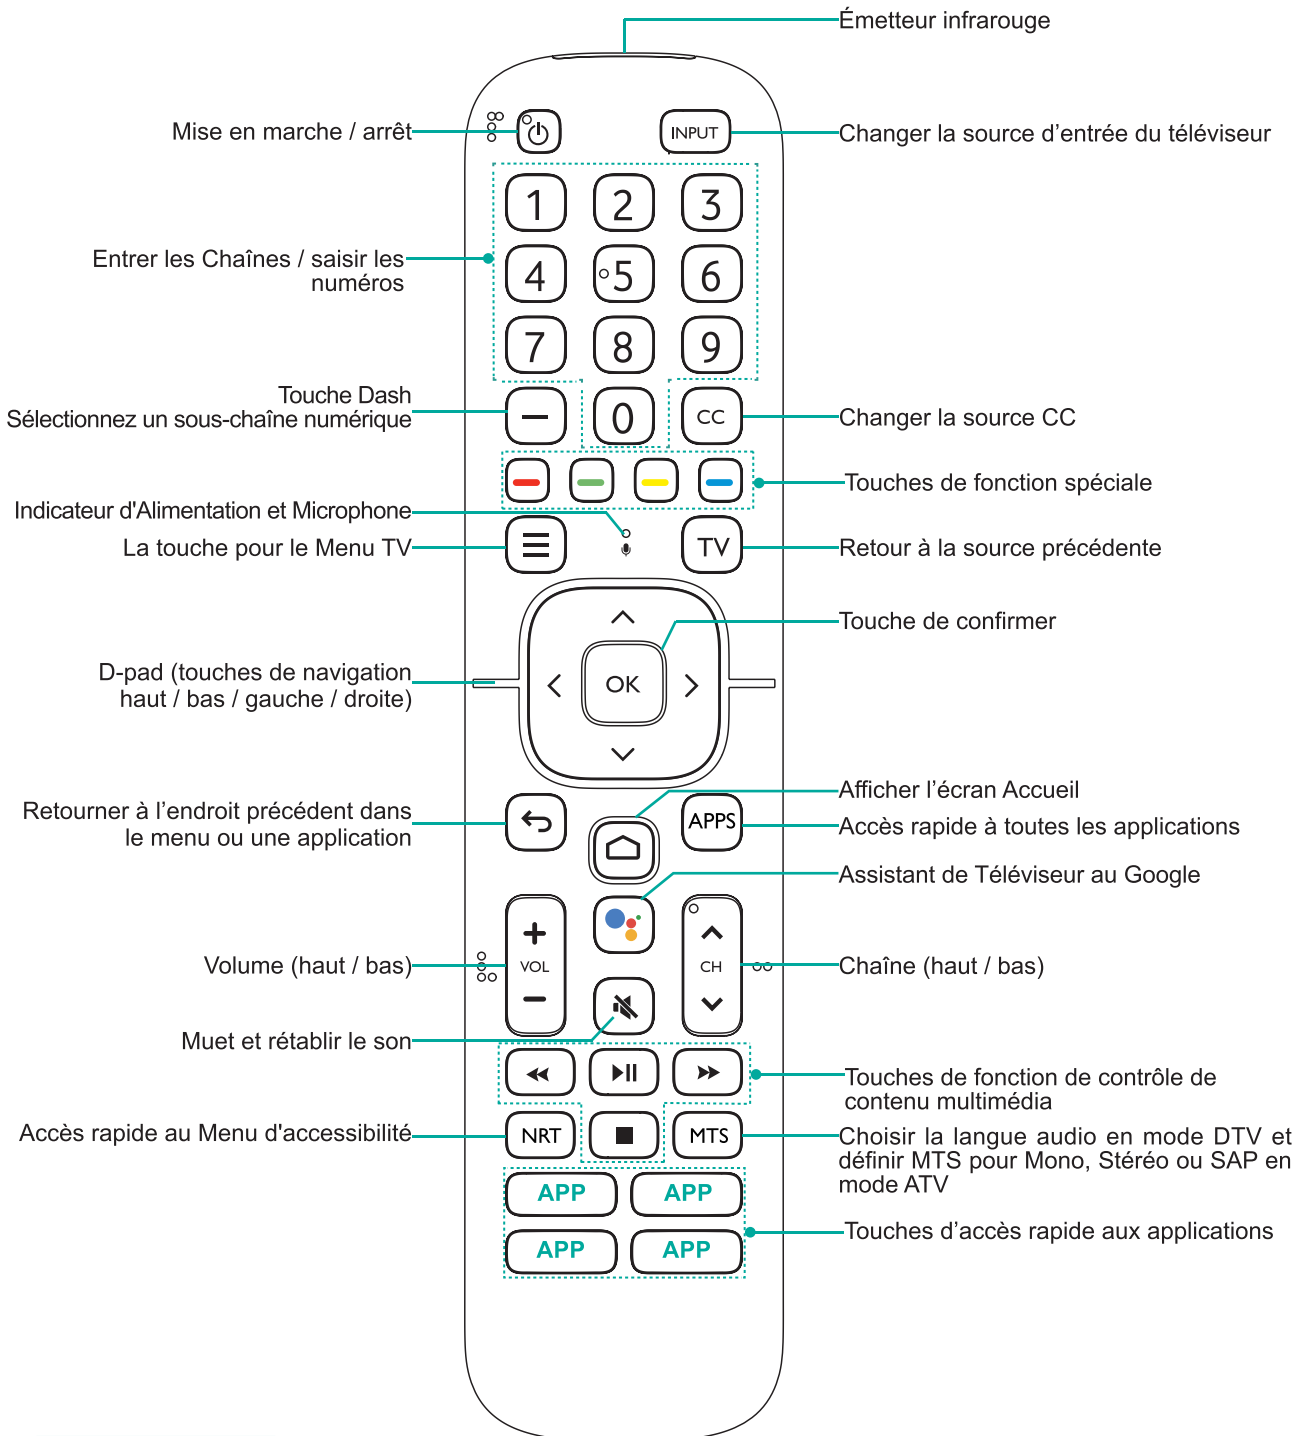 Émetteur infrarouge
Mise en marche / arrêt
INPUT
Changer la source d'entrée du téléviseur
1 2 3
Entrer les Chaînes / saisir les
numéros
4 5 6
7 8 9
Touche Dash
Sélectionnez un sous-chaîne numérique
0
CC
Changer la source CC
Touches de fonction spéciale
Indicateur d'Alimentation et Microphone
La touche pour le Menu TV
TV
Retour à la source précédente
Touche de confirmer
D-pad (touches de navigation
haut / bas / gauche / droite)
OK
Afficher l'écran Accueil
Retourner à l'endroit précédent dans
le menu ou une application
APPS
Accès rapide à toutes les applications
Assistant de Téléviseur au Google
Volume (haut / bas)
VOL
CH
Chaîne (haut / bas)
Muet et rétablir le son
Touches de fonction de contrôle de
contenu multimédia
Accès rapide au Menu d'accessibilité
NRT
MTS
Choisir la langue audio en mode DTV et
définir MTS pour Mono, Stéréo ou SAP en
mode ATV
APP APP
Touches d'accès rapide aux applications
APP APP